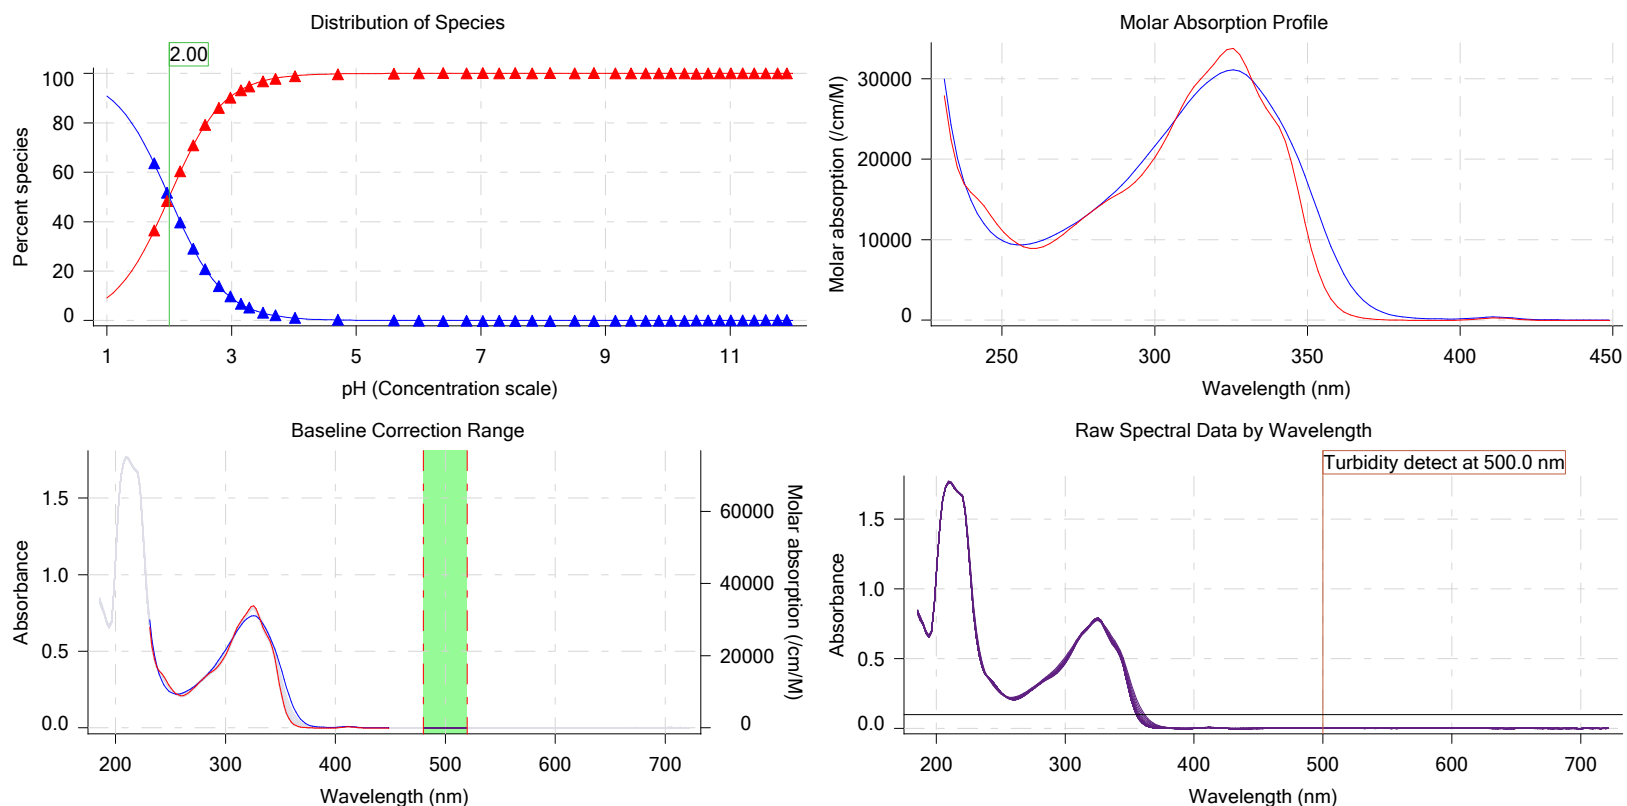 Distribution of Species
2.00
100
80
60
40
20
0
Percent species
1 3 5 7 9 11
pH (Concentration scale)
Molar Absorption Profile
30000
20000
10000
0
Molar absorption (/cm/M)
250 300 350 400 450
Wavelength (nm)
Baseline Correction Range
1.5
1.0
0.5
0.0
Absorbance
60000
40000
20000
0
Molar absorption (/cm/M)
200 300 400 500 600 700
Wavelength (nm)
Raw Spectral Data by Wavelength
Turbidity detect at 500.0 nm
1.5
1.0
0.5
0.0
Absorbance
200 300 400 500 600 700
Wavelength (nm)